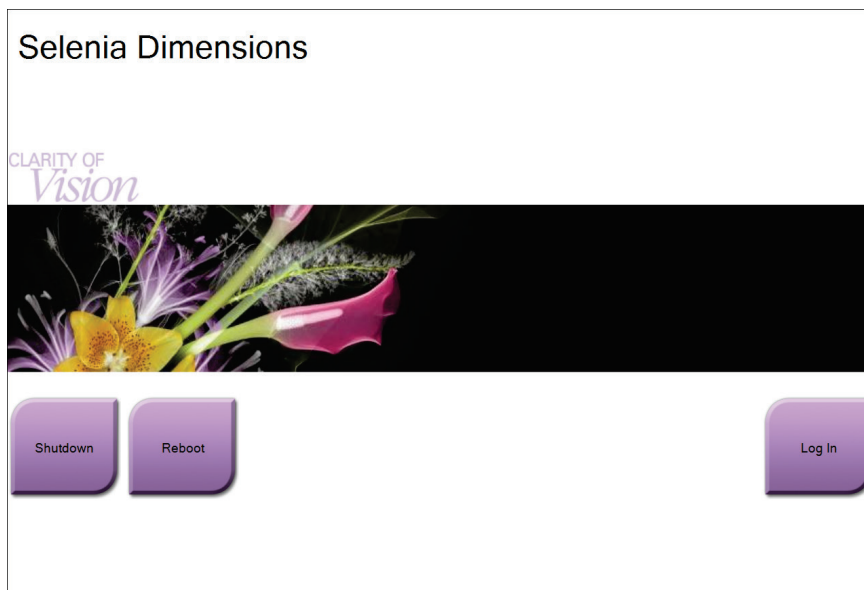 Selenia Dimensions
CLARITY OF
Vision
Shutdown
Reboot
Log In